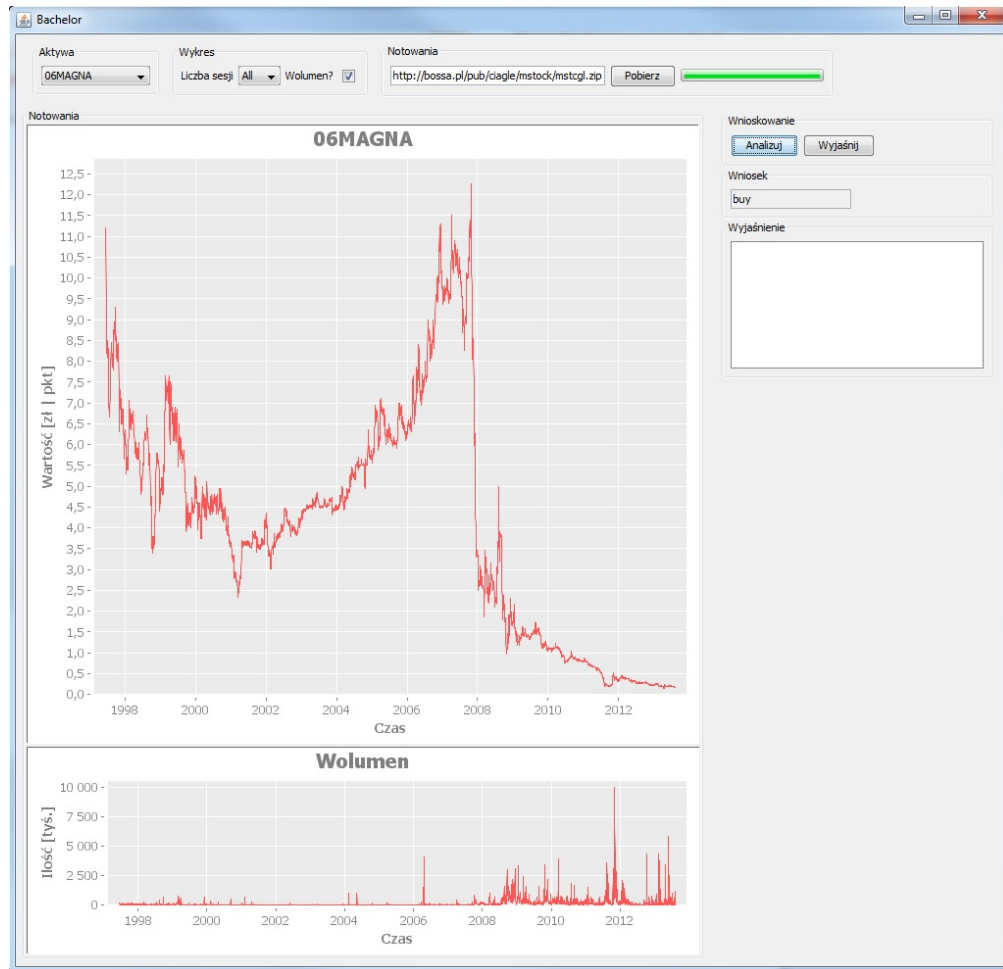 Bachelor
Aktywa
Wykres
Notowania
06MAGNA
Liczba sesji All Wolumen?
http://bossa.pl/pub/ciagle/mstock/mstcgl.zip
Pobierz
Notowania
06MAGNA
Wartość [zł | pkt]
12,5
12,0
11,5
11,0
10,5
10,0
9,5
9,0
8,5
8,0
7,5
7,0
6,5
6,0
5,5
5,0
4,5
4,0
3,5
3,0
2,5
2,0
1,5
1,0
0,5
0,0
1998 2000 2002 2004 2006 2008 2010 2012
Czas
Wolumen
Ilość [tyś.]
10 000
7 500
5 000
2 500
0
1998 2000 2002 2004 2006 2008 2010 2012
Czas
Wnioskowanie
Analizuj Wyjaśnij
Wniosek
buy
Wyjaśnienie